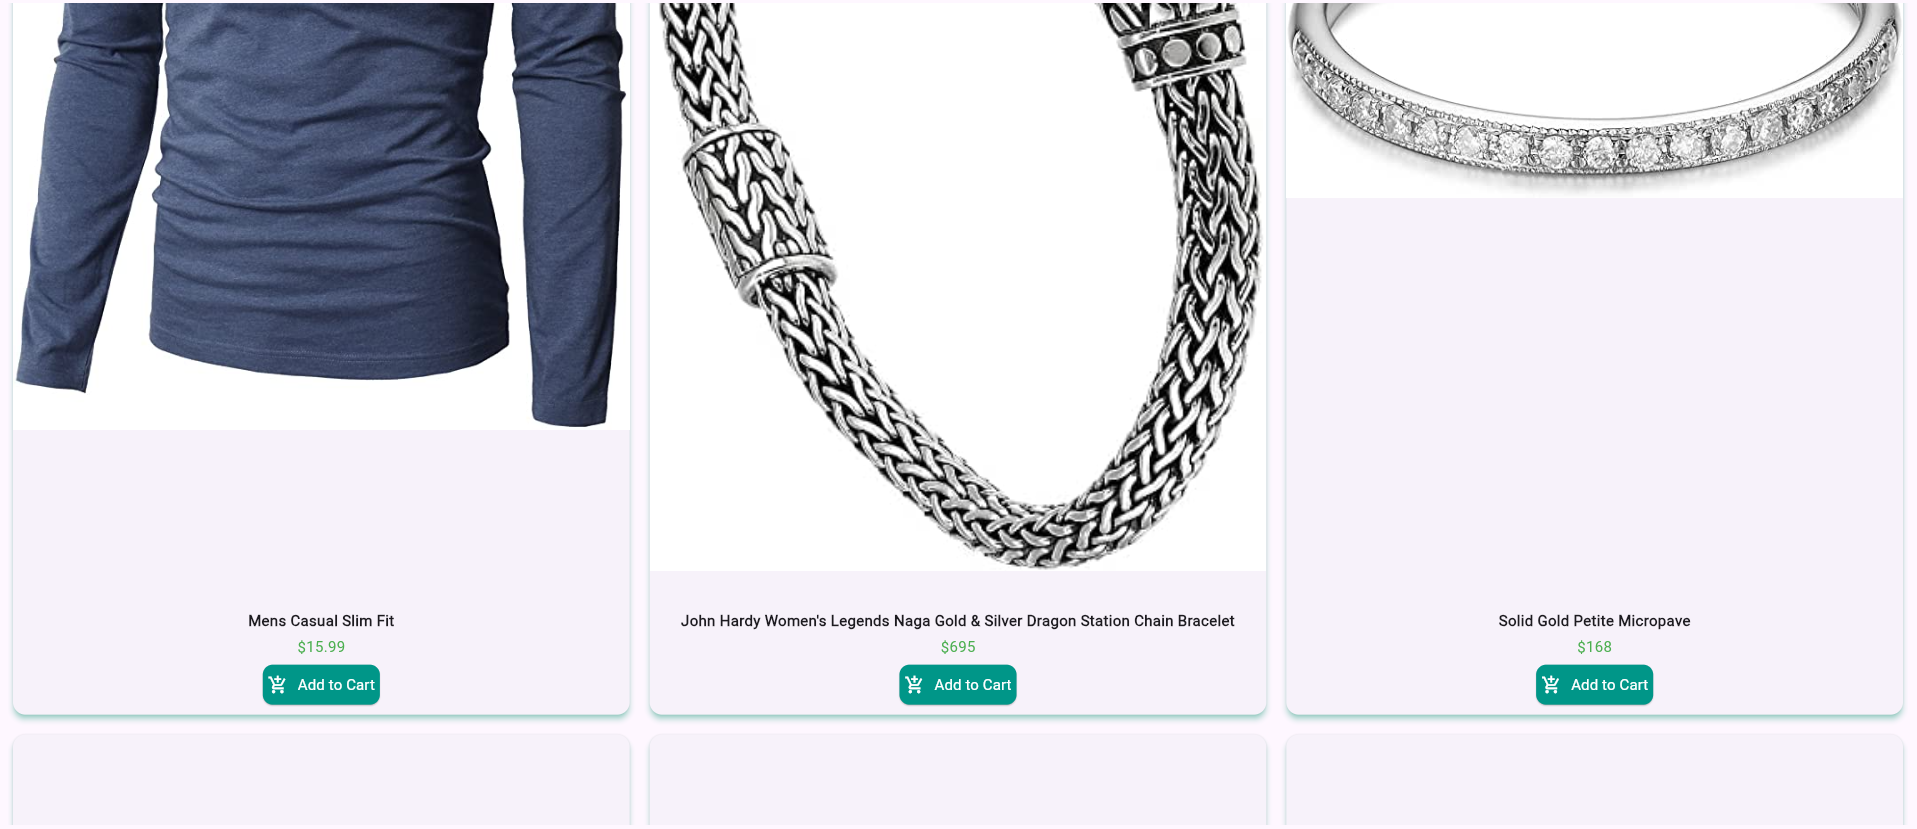 Mens Casual Slim Fit
$15.99
Add to Cart
John Hardy Women's Legends Naga Gold & Silver Dragon Station Chain Bracelet
$695
Add to Cart
Solid Gold Petite Micropave
$168
Add to Cart